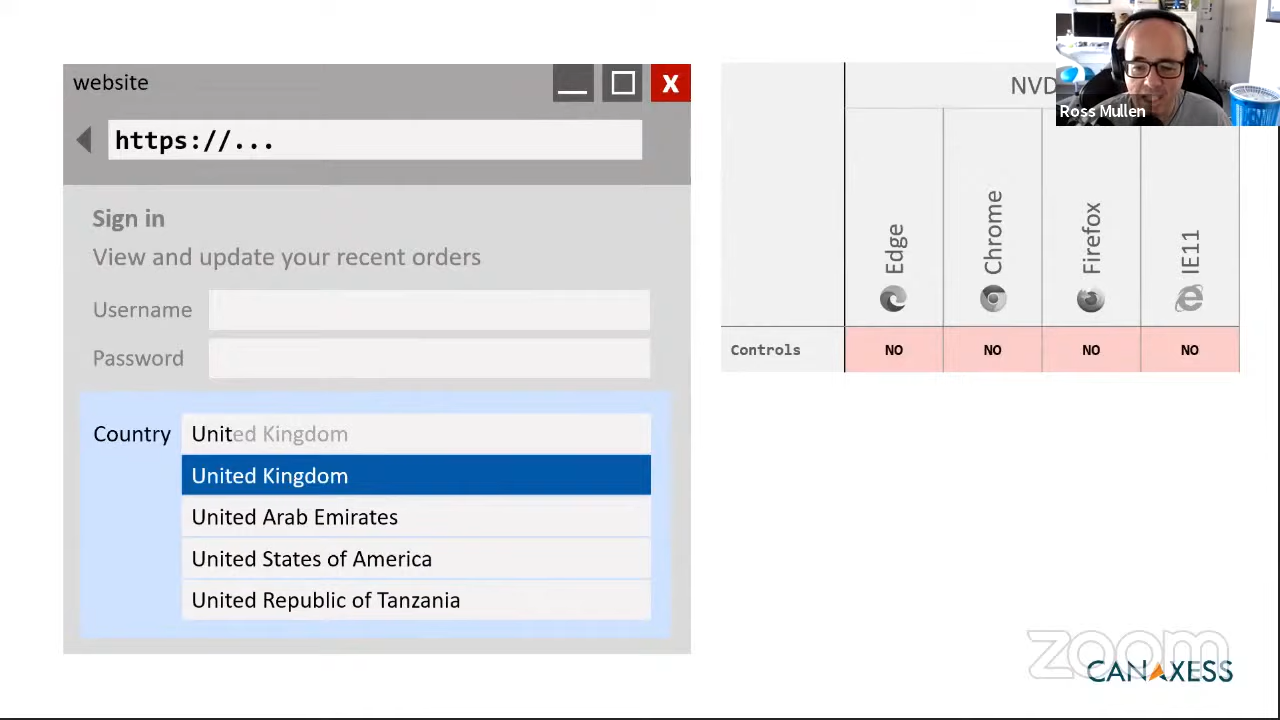 website
https://...
Sign in
View and update your recent orders
Username
Password
Country United Kingdom
United Kingdom
United Arab Emirates
United States of America
United Republic of Tanzania
NVD
Edge
Chrome
Firefox
IE11
Controls NO NO NO NO
Ross Mullen
zoom
CANAXESS